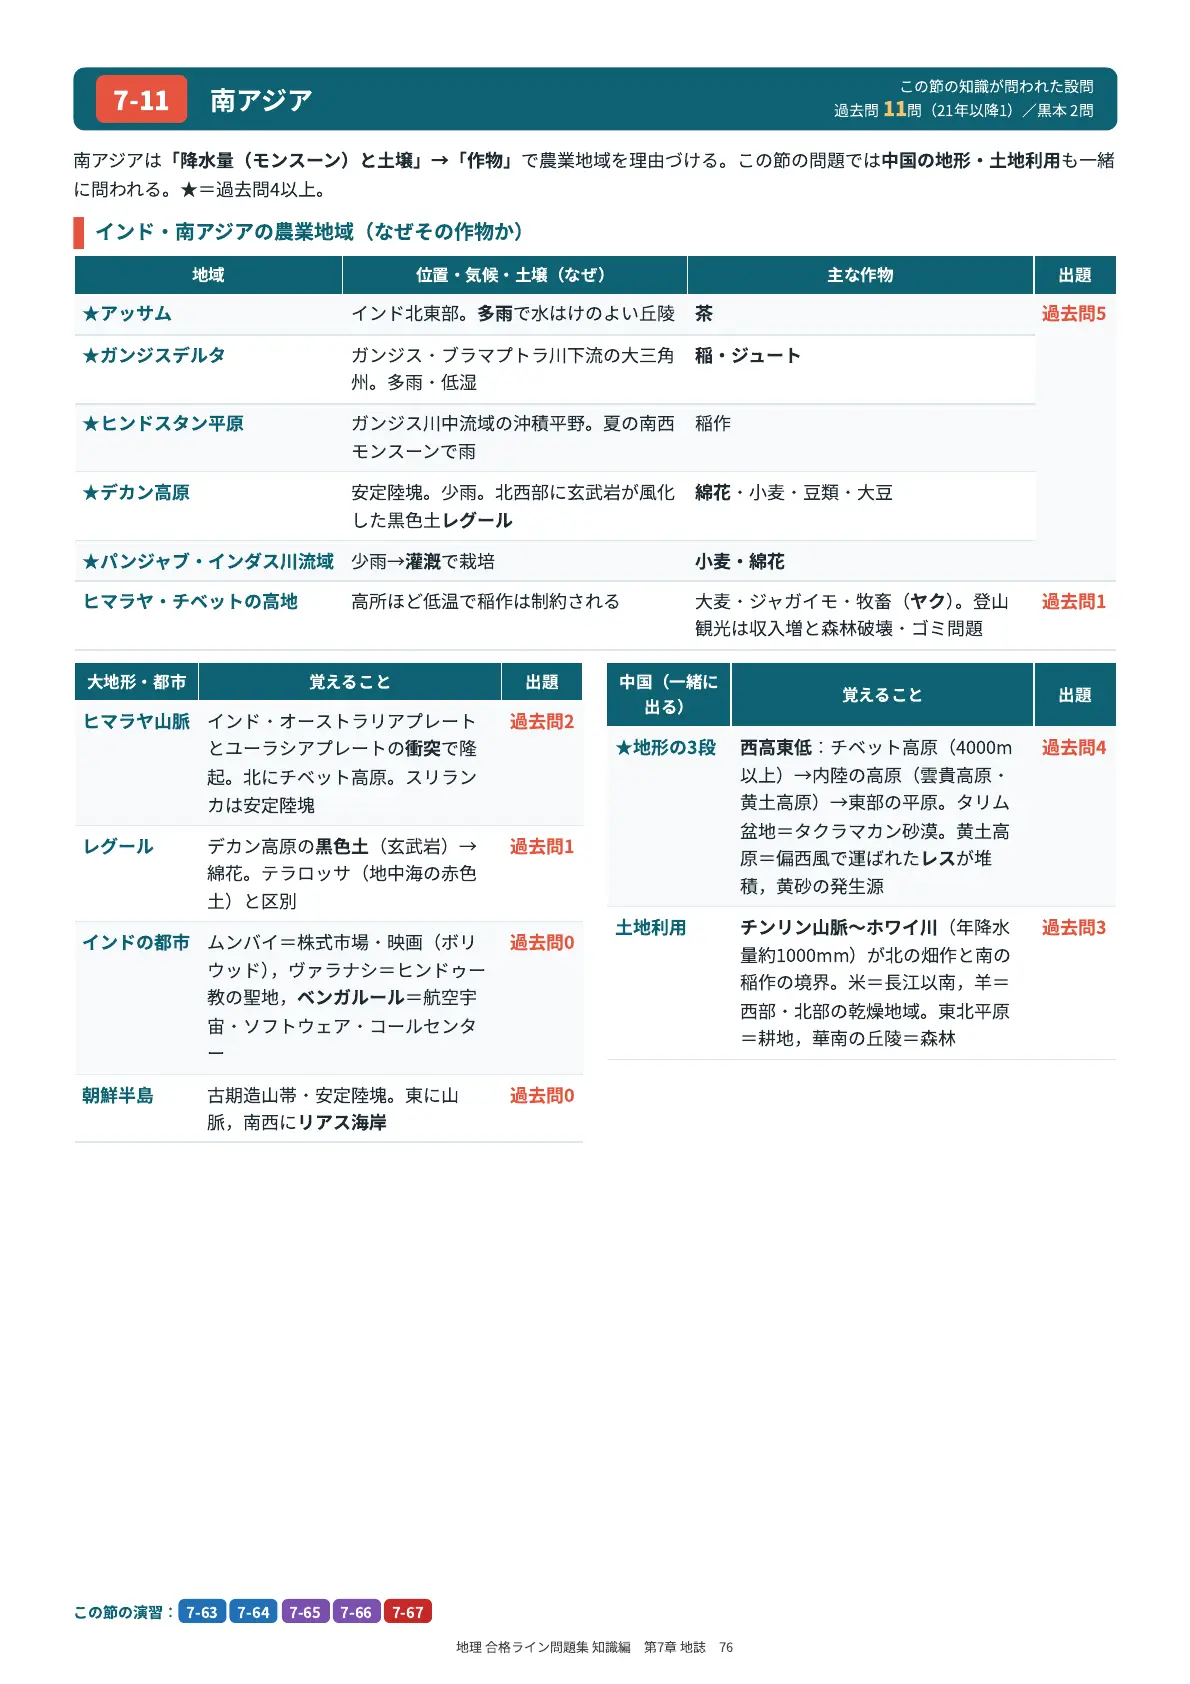 7-11 南アジア
この節の知識が問われた設問
過去問 11問（21年以降1）／黒本 2問
南アジアは「降水量（モンスーン）と土壌」→「作物」で農業地域を理由づける。この節の問題では中国の地形・土地利用も一緒
に問われる。★＝過去問4以上。
インド・南アジアの農業地域（なぜその作物か）
地域 位置・気候・土壌（なぜ） 主な作物 出題
★アッサム インド北東部。多雨で水はけのよい丘陵 茶 過去問5
★ガンジスデルタ ガンジス・ブラマプトラ川下流の大三角 稲・ジュート
州。多雨・低湿
★ヒンドスタン平原 ガンジス川中流域の沖積平野。夏の南西 稲作
モンスーンで雨
★デカン高原 安定陸塊。少雨。北西部に玄武岩が風化 綿花・小麦・豆類・大豆
した黒色土レグール
★パンジャブ・インダス川流域 少雨→灌漑で栽培 小麦・綿花
ヒマラヤ・チベットの高地 高所ほど低温で稲作は制約される 大麦・ジャガイモ・牧畜（ヤク）。登山 過去問1
観光は収入増と森林破壊・ゴミ問題
大地形・都市 覚えること 出題
ヒマラヤ山脈 インド・オーストラリアプレート 過去問2
とユーラシアプレートの衝突で隆
起。北にチベット高原。スリラン
カは安定陸塊
レグール デカン高原の黒色土（玄武岩）→ 過去問1
綿花。テラロッサ（地中海の赤色
土）と区別
インドの都市 ムンバイ＝株式市場・映画（ボリ 過去問0
ウッド），ヴァラナシ＝ヒンドゥー
教の聖地，ベンガルール＝航空宇
宙・ソフトウェア・コールセンタ
ー
朝鮮半島 古期造山帯・安定陸塊。東に山 過去問0
脈，南西にリアス海岸
中国（一緒に
出る） 覚えること 出題
★地形の3段 西高東低：チベット高原（4000m 過去問4
以上）→内陸の高原（雲貴高原・
黄土高原）→東部の平原。タリム
盆地＝タクラマカン砂漠。黄土高
原＝偏西風で運ばれたレスが堆
積，黄砂の発生源
土地利用 チンリン山脈〜ホワイ川（年降水 過去問3
量約1000mm）が北の畑作と南の
稲作の境界。米＝長江以南，羊＝
西部・北部の乾燥地域。東北平原
＝耕地，華南の丘陵＝森林
この節の演習：7-63 7-64 7-65 7-66 7-67
地理 合格ライン問題集 知識編 第7章 地誌 76